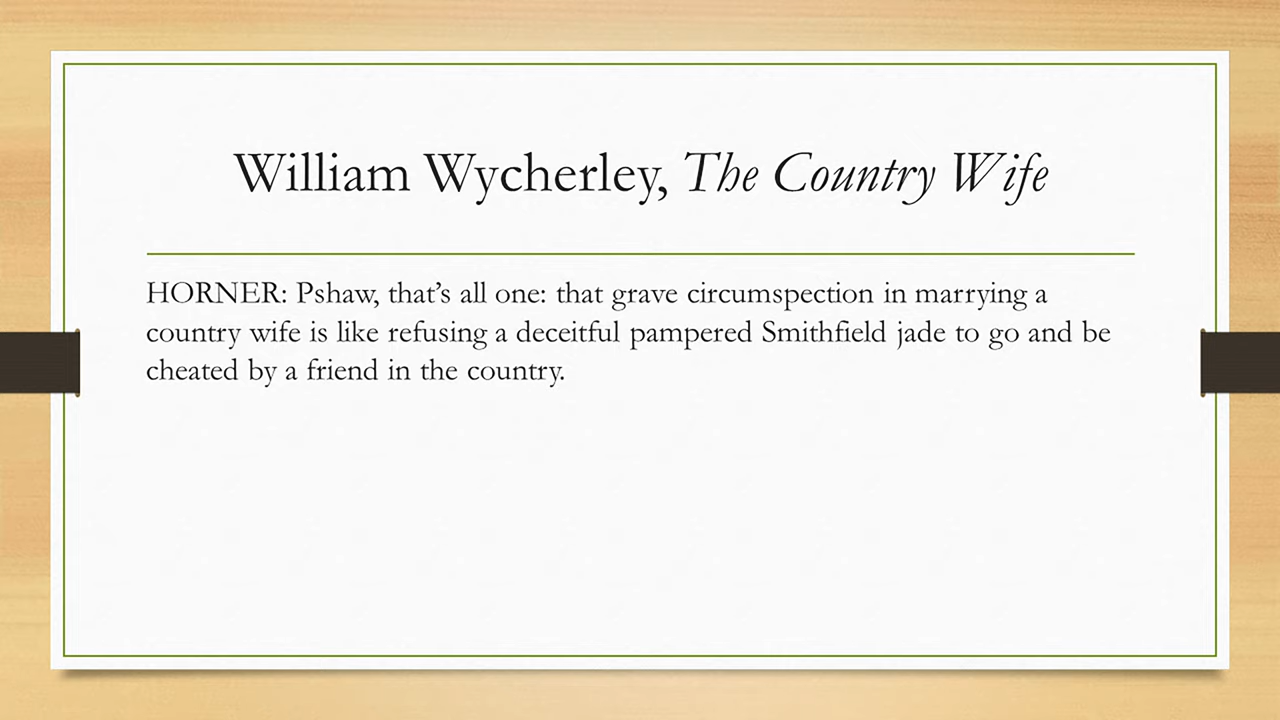 William Wycherley, The Country Wife
HORNER: Pshaw, that’s all one: that grave circumspection in marrying a
country wife is like refusing a deceitful pampered Smithfield jade to go and be
cheated by a friend in the country.